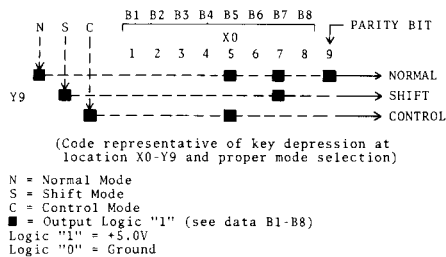 B1 B2 B3 B4 B5 B6 B7 B8
PARITY BIT
N S C X0
1 2 3 4 5 6 7 8 9
NORMAL
Y9 SHIFT
CONTROL
(Code representative of key depression at
location X0-Y9 and proper mode selection)
N = Normal Mode
S = Shift Mode
C = Control Mode
■ = Output Logic "1" (see data B1-B8)
Logic "1" = +5.0V
Logic "0" = Ground